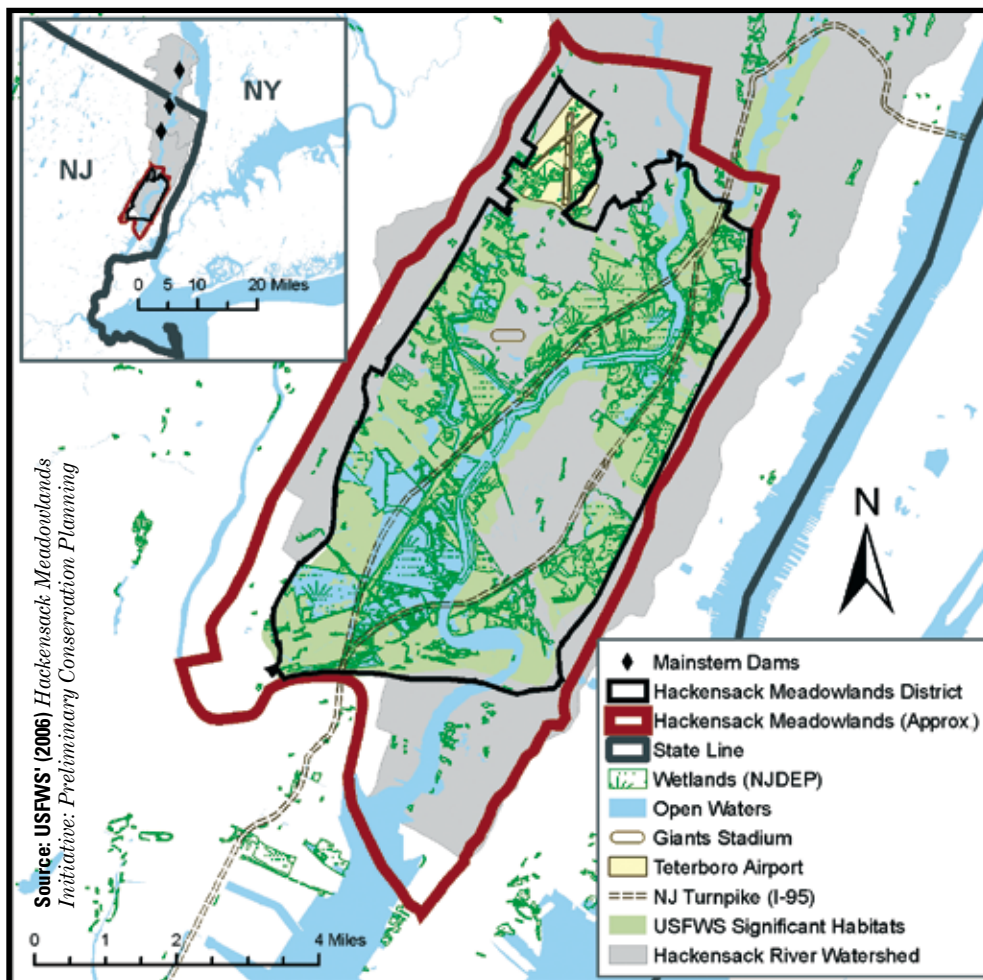 NY
NJ
0 5 10 20 Miles
Source: USFWS' (2006) Hackensack Meadowlands
Initiative: Preliminary Conservation Planning
N
Mainstem Dams
Hackensack Meadowlands District
Hackensack Meadowlands (Approx.)
State Line
Wetlands (NJDEP)
Open Waters
Giants Stadium
Teterboro Airport
NJ Turnpike (I-95)
USFWS Significant Habitats
Hackensack River Watershed
0 1 2 4 Miles